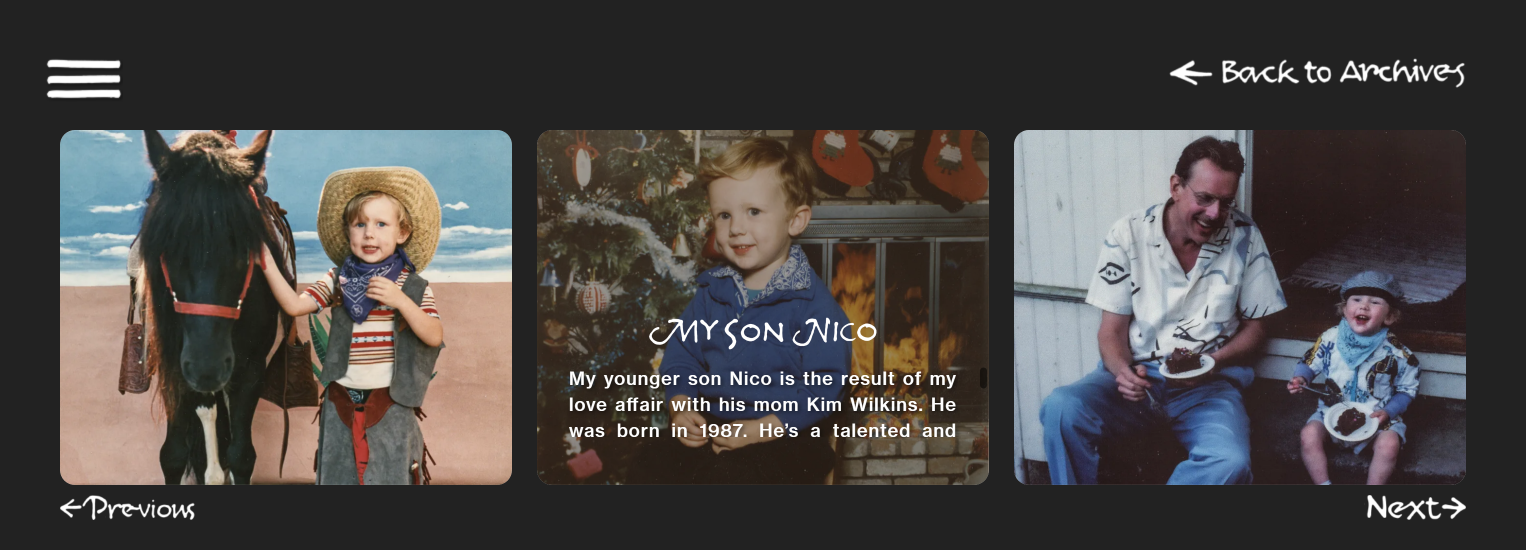 Back to Archives
My Son Nico
My younger son Nico is the result of my
love affair with his mom Kim Wilkins. He
was born in 1987. He’s a talented and
Previous
Next